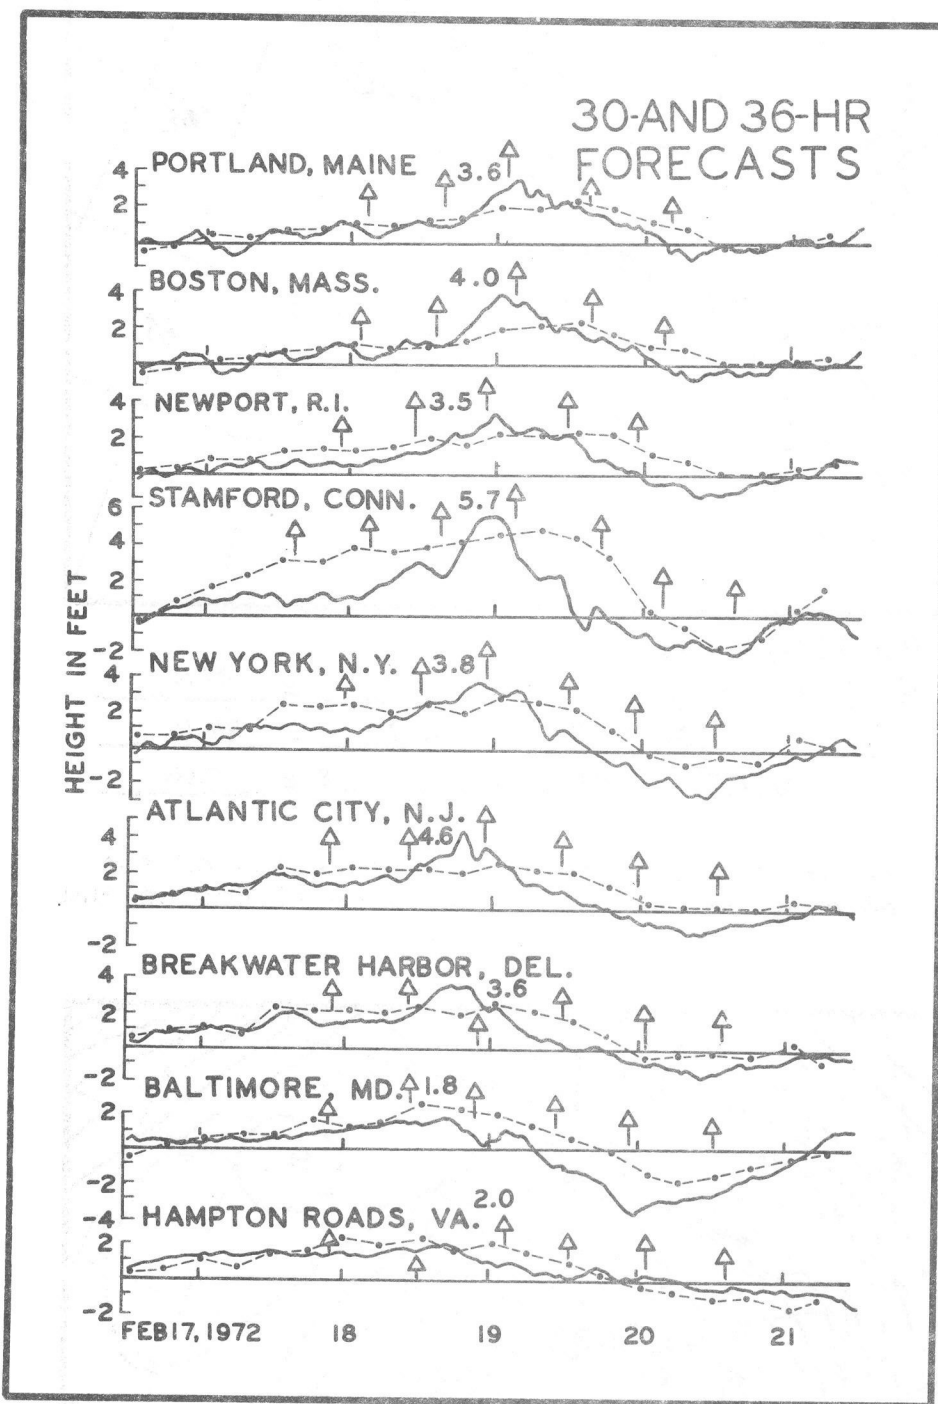 30-AND 36-HR
FORECASTS
HEIGHT IN FEET
PORTLAND, MAINE 3.6
4
2
BOSTON, MASS. 4.0
4
2
NEWPORT, R.I. 3.5
4
2
STAMFORD, CONN. 5.7
6
4
2
-2
NEW YORK, N.Y. 3.8
4
2
-2
ATLANTIC CITY, N.J. 4.6
4
2
-2
BREAKWATER HARBOR, DEL. 3.6
4
2
-2
BALTIMORE, MD. 1.8
2
-2
-4
HAMPTON ROADS, VA. 2.0
2
-2
FEB 17, 1972 18 19 20 21